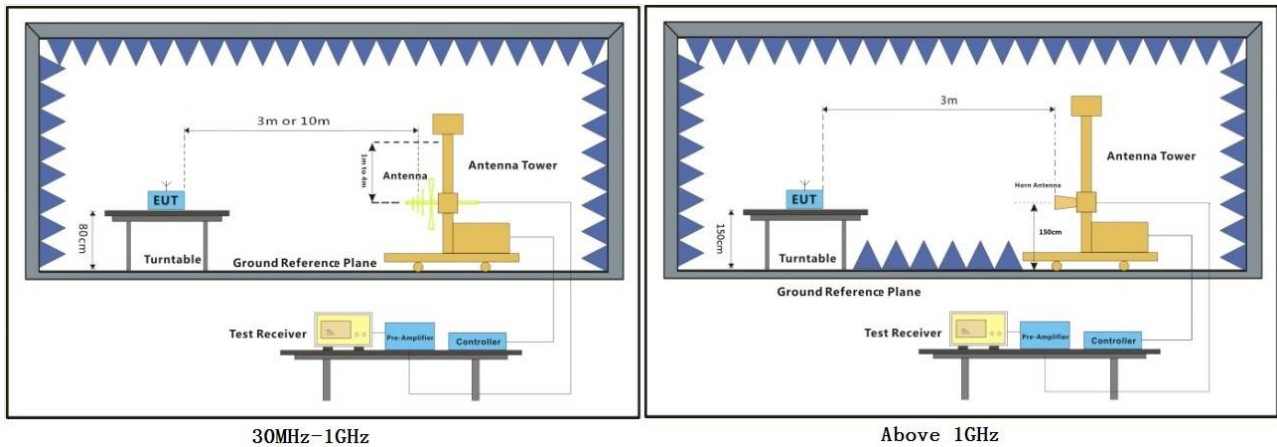 3m or 10m
1m to 4m
Antenna
Antenna Tower
EUT
80cm
Turntable
Ground Reference Plane
Test Receiver
Pre-Amplifier
Controller
30MHz-1GHz
3m
Antenna Tower
Horn Antenna
EUT
150cm
150cm
Turntable
Ground Reference Plane
Test Receiver
Pre-Amplifier
Controller
Above 1GHz